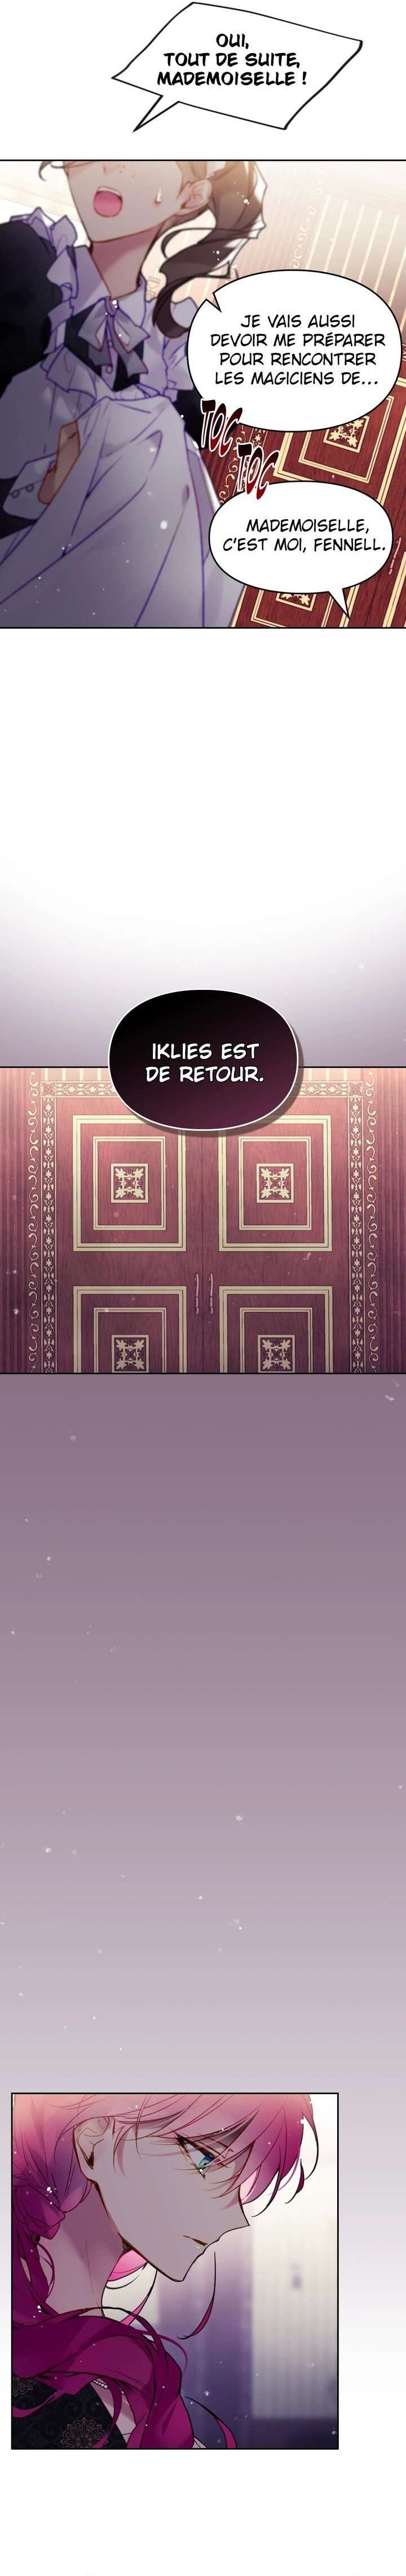 OUI,
TOUT DE SUITE,
MADEMOISELLE !
JE VAIS AUSSI
DEVOIR ME PRÉPARER
POUR RENCONTRER
LES MAGICIENS DE...
TOC
TOC
MADEMOISELLE,
C'EST MOI, FENNELL.
IKLIES EST
DE RETOUR.